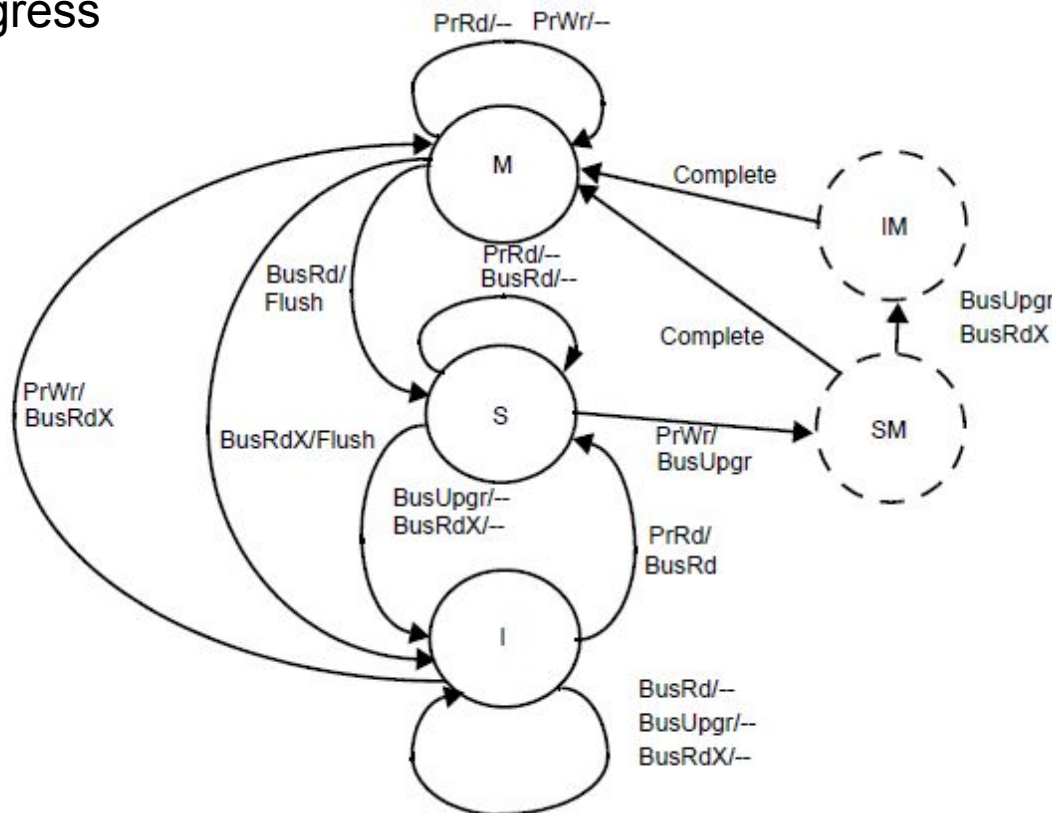 gress
PrRd/-- PrWr/--
M
Complete
IM
PrRd/--
BusRd/--
BusRd/
Flush
BusUpgr
BusRdX
Complete
PrWr/
BusRdX
S
SM
BusRdX/Flush
PrWr/
BusUpgr
BusUpgr/--
BusRdX/--
PrRd/
BusRd
I
BusRd/--
BusUpgr/--
BusRdX/--